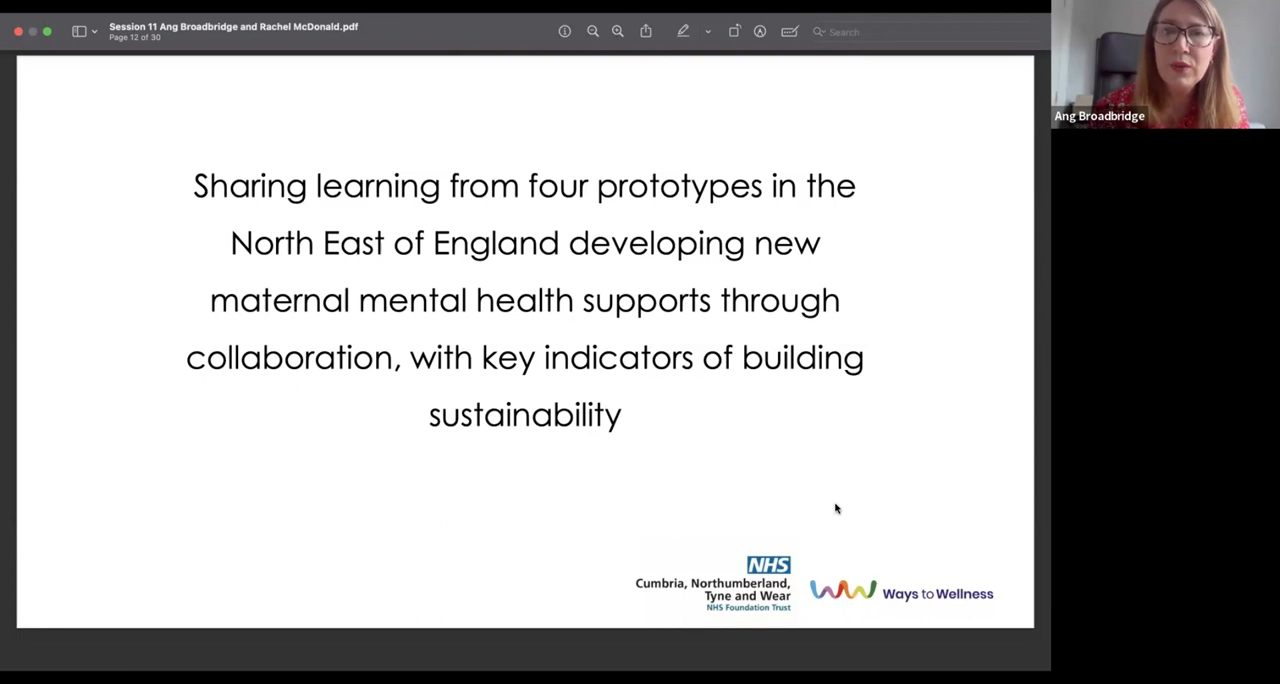 Session 11 Ang Broadbridge and Rachel McDonald.pdf
Page 12 of 30
Search
Ang Broadbridge
Sharing learning from four prototypes in the
North East of England developing new
maternal mental health supports through
collaboration, with key indicators of building
sustainability
NHS
Cumbria, Northumberland,
Tyne and Wear
NHS Foundation Trust
Ways to Wellness